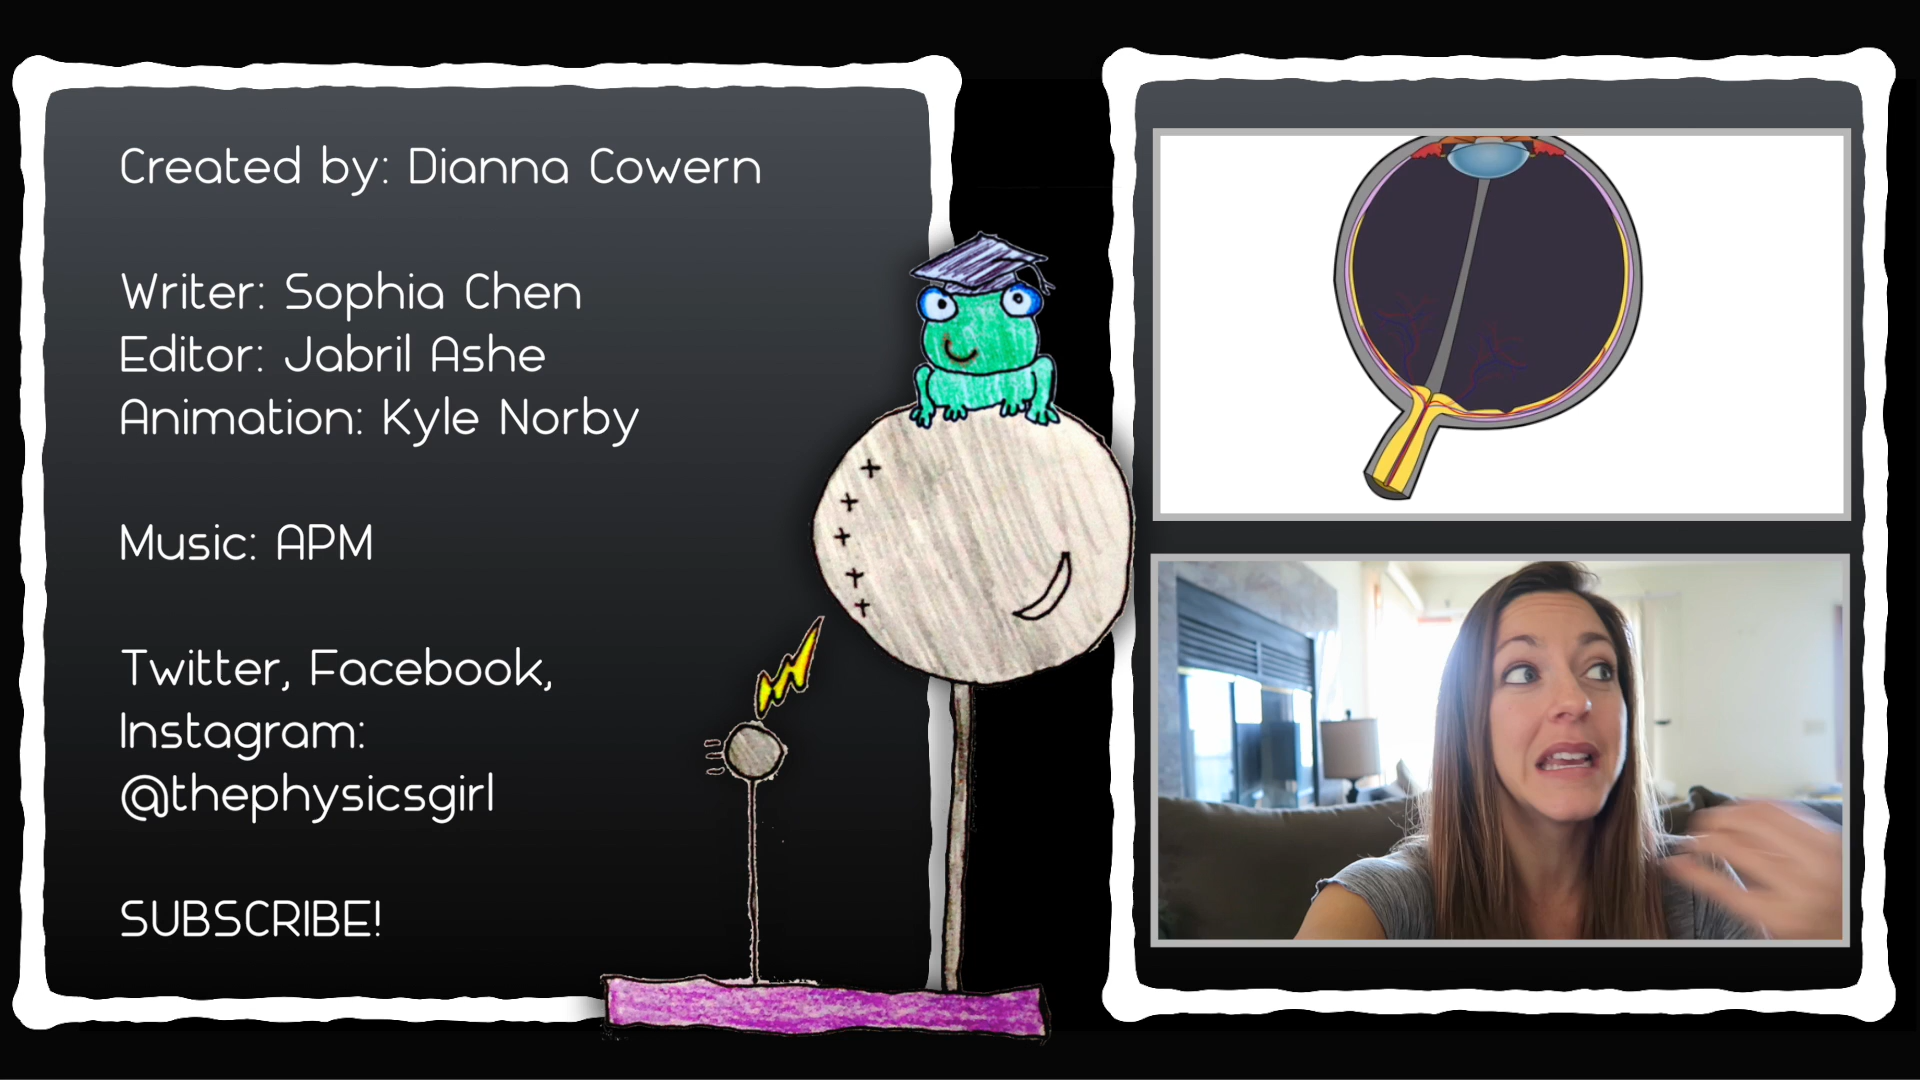 Created by: Dianna Cowern
Writer: Sophia Chen
Editor: Jabril Ashe
Animation: Kyle Norby
Music: APM
Twitter, Facebook,
Instagram:
@thephysicsgirl
SUBSCRIBE!
+
+
+
+
+